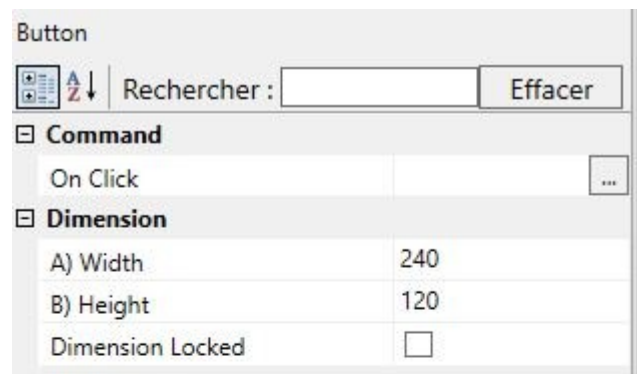 Button
Rechercher : Effacer
Command
On Click ...
Dimension
A) Width 240
B) Height 120
Dimension Locked